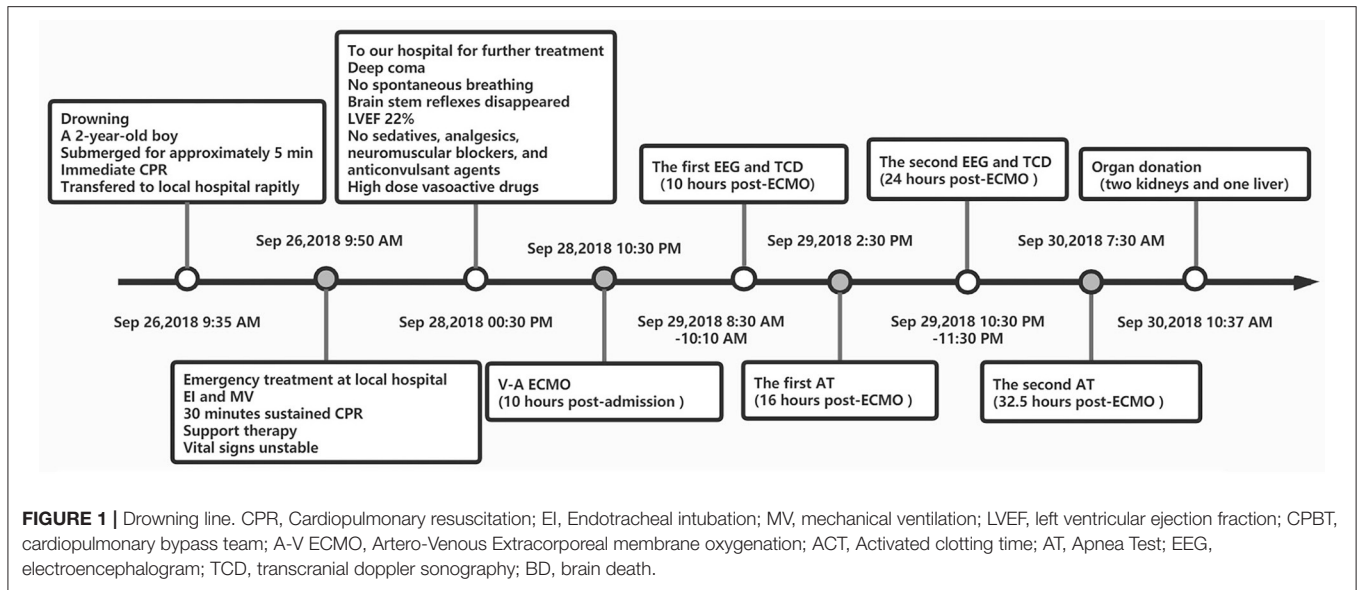 Drowning
A 2-year-old boy
Submerged for approximately 5 min
Immediate CPR
Transfered to local hospital rapitly
To our hospital for further treatment
Deep coma
No spontaneous breathing
Brain stem reflexes disappeared
LVEF 22%
No sedatives, analgesics,
neuromuscular blockers, and
anticonvulsant agents
High dose vasoactive drugs
The first EEG and TCD
(10 hours post-ECMO)
The second EEG and TCD
(24 hours post-ECMO )
Organ donation
(two kidneys and one liver)
Sep 26,2018 9:50 AM
Sep 28,2018 10:30 PM
Sep 29,2018 2:30 PM
Sep 30,2018 7:30 AM
Sep 26,2018 9:35 AM
Sep 28,2018 00:30 PM
Sep 29,2018 8:30 AM
-10:10 AM
Sep 29,2018 10:30 PM
-11:30 PM
Sep 30,2018 10:37 AM
Emergency treatment at local hospital
EI and MV
30 minutes sustained CPR
Support therapy
Vital signs unstable
V-A ECMO
(10 hours post-admission )
The first AT
(16 hours post-ECMO )
The second AT
(32.5 hours post-ECMO )
FIGURE 1 | Drowning line. CPR, Cardiopulmonary resuscitation; EI, Endotracheal intubation; MV, mechanical ventilation; LVEF, left ventricular ejection fraction; CPBT,
cardiopulmonary bypass team; A-V ECMO, Artero-Venous Extracorporeal membrane oxygenation; ACT, Activated clotting time; AT, Apnea Test; EEG,
electroencephalogram; TCD, transcranial doppler sonography; BD, brain death.